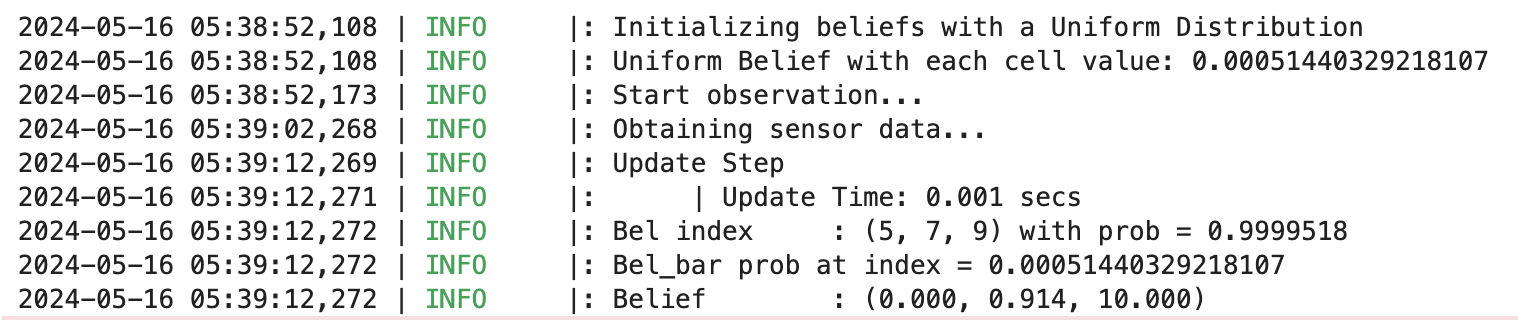 2024-05-16 05:38:52,108 | INFO     |: Initializing beliefs with a Uniform Distribution
2024-05-16 05:38:52,108 | INFO     |: Uniform Belief with each cell value: 0.00051440329218107
2024-05-16 05:38:52,173 | INFO     |: Start observation...
2024-05-16 05:39:02,268 | INFO     |: Obtaining sensor data...
2024-05-16 05:39:12,269 | INFO     |: Update Step
2024-05-16 05:39:12,271 | INFO     |:      | Update Time: 0.001 secs
2024-05-16 05:39:12,272 | INFO     |: Bel index     : (5, 7, 9) with prob = 0.9999518
2024-05-16 05:39:12,272 | INFO     |: Bel_bar prob at index = 0.00051440329218107
2024-05-16 05:39:12,272 | INFO     |: Belief        : (0.000, 0.914, 10.000)